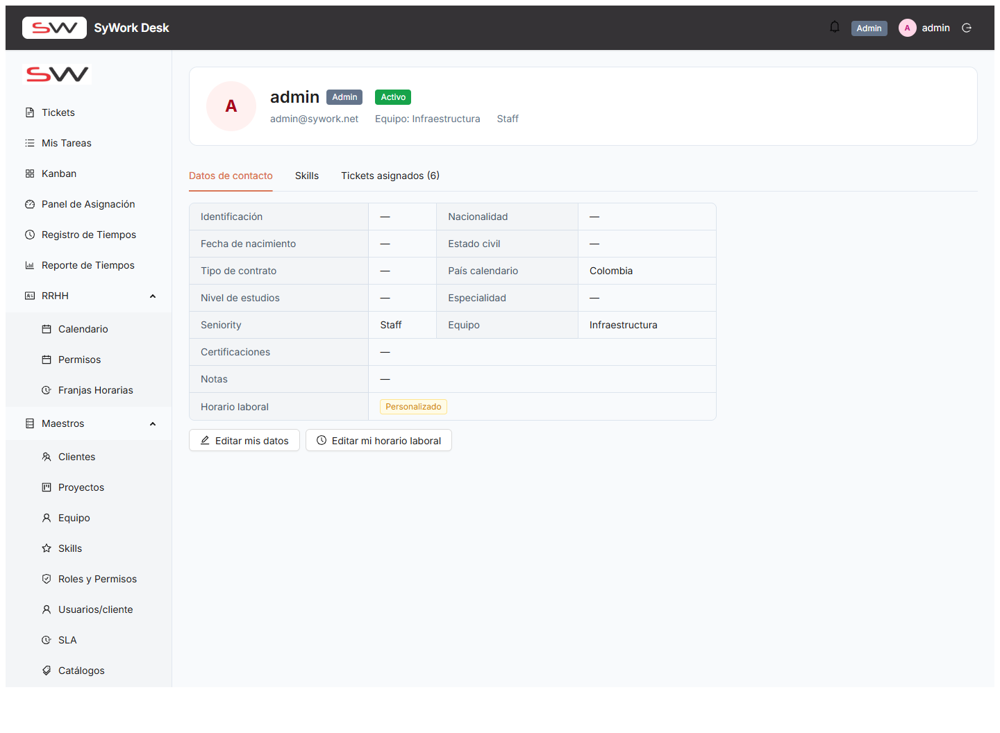 SW SyWork Desk
Admin A admin
SW
Tickets
Mis Tareas
Kanban
Panel de Asignación
Registro de Tiempos
Reporte de Tiempos
RRHH
Calendario
Permisos
Franjas Horarias
Maestros
Clientes
Proyectos
Equipo
Skills
Roles y Permisos
Usuarios/cliente
SLA
Catálogos
A
admin Admin Activo
admin@sywork.net Equipo: Infraestructura Staff
Datos de contacto Skills Tickets asignados (6)
Identificación — Nacionalidad —
Fecha de nacimiento — Estado civil —
Tipo de contrato — País calendario Colombia
Nivel de estudios — Especialidad —
Seniority Staff Equipo Infraestructura
Certificaciones —
Notas —
Horario laboral Personalizado
Editar mis datos Editar mi horario laboral